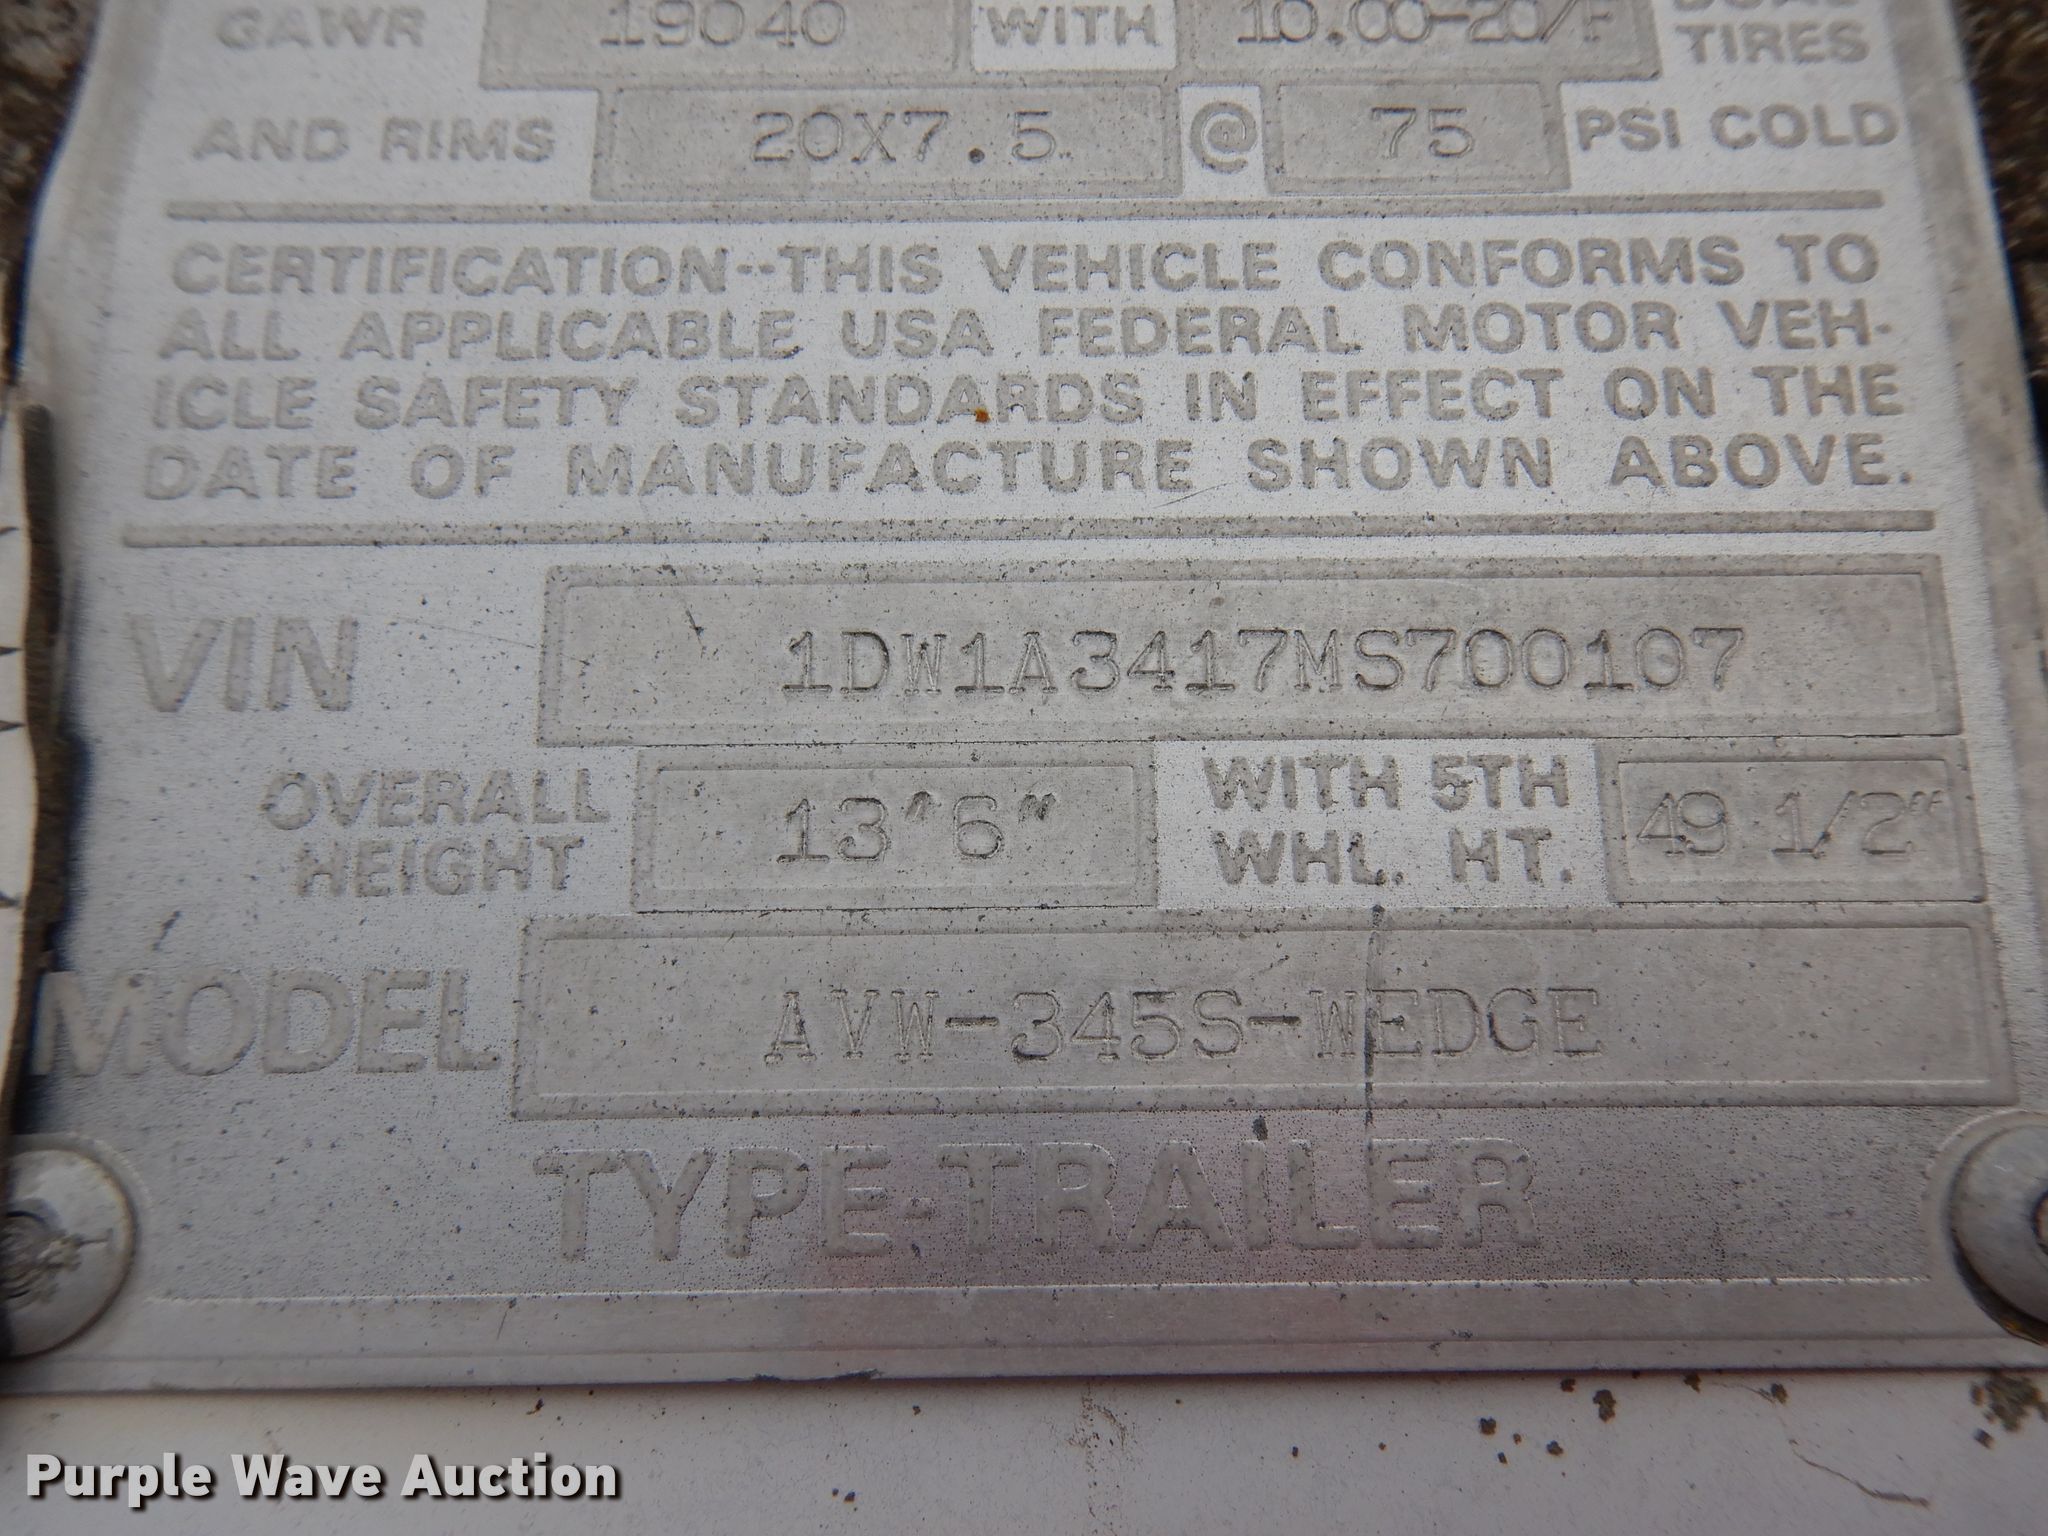 GAWR 19040 WITH 10.00-20/F DUAL TIRES
AND RIMS 20X7.5 @ 75 PSI COLD
CERTIFICATION--THIS VEHICLE CONFORMS TO
ALL APPLICABLE USA FEDERAL MOTOR VEH-
ICLE SAFETY STANDARDS IN EFFECT ON THE
DATE OF MANUFACTURE SHOWN ABOVE.
VIN 1DW1A3417MS700107
OVERALL HEIGHT 13"6" WITH 5TH WHL. HT. 49 1/2"
MODEL AVW-345S-WEDGE
TYPE-TRAILER
Purple Wave Auction